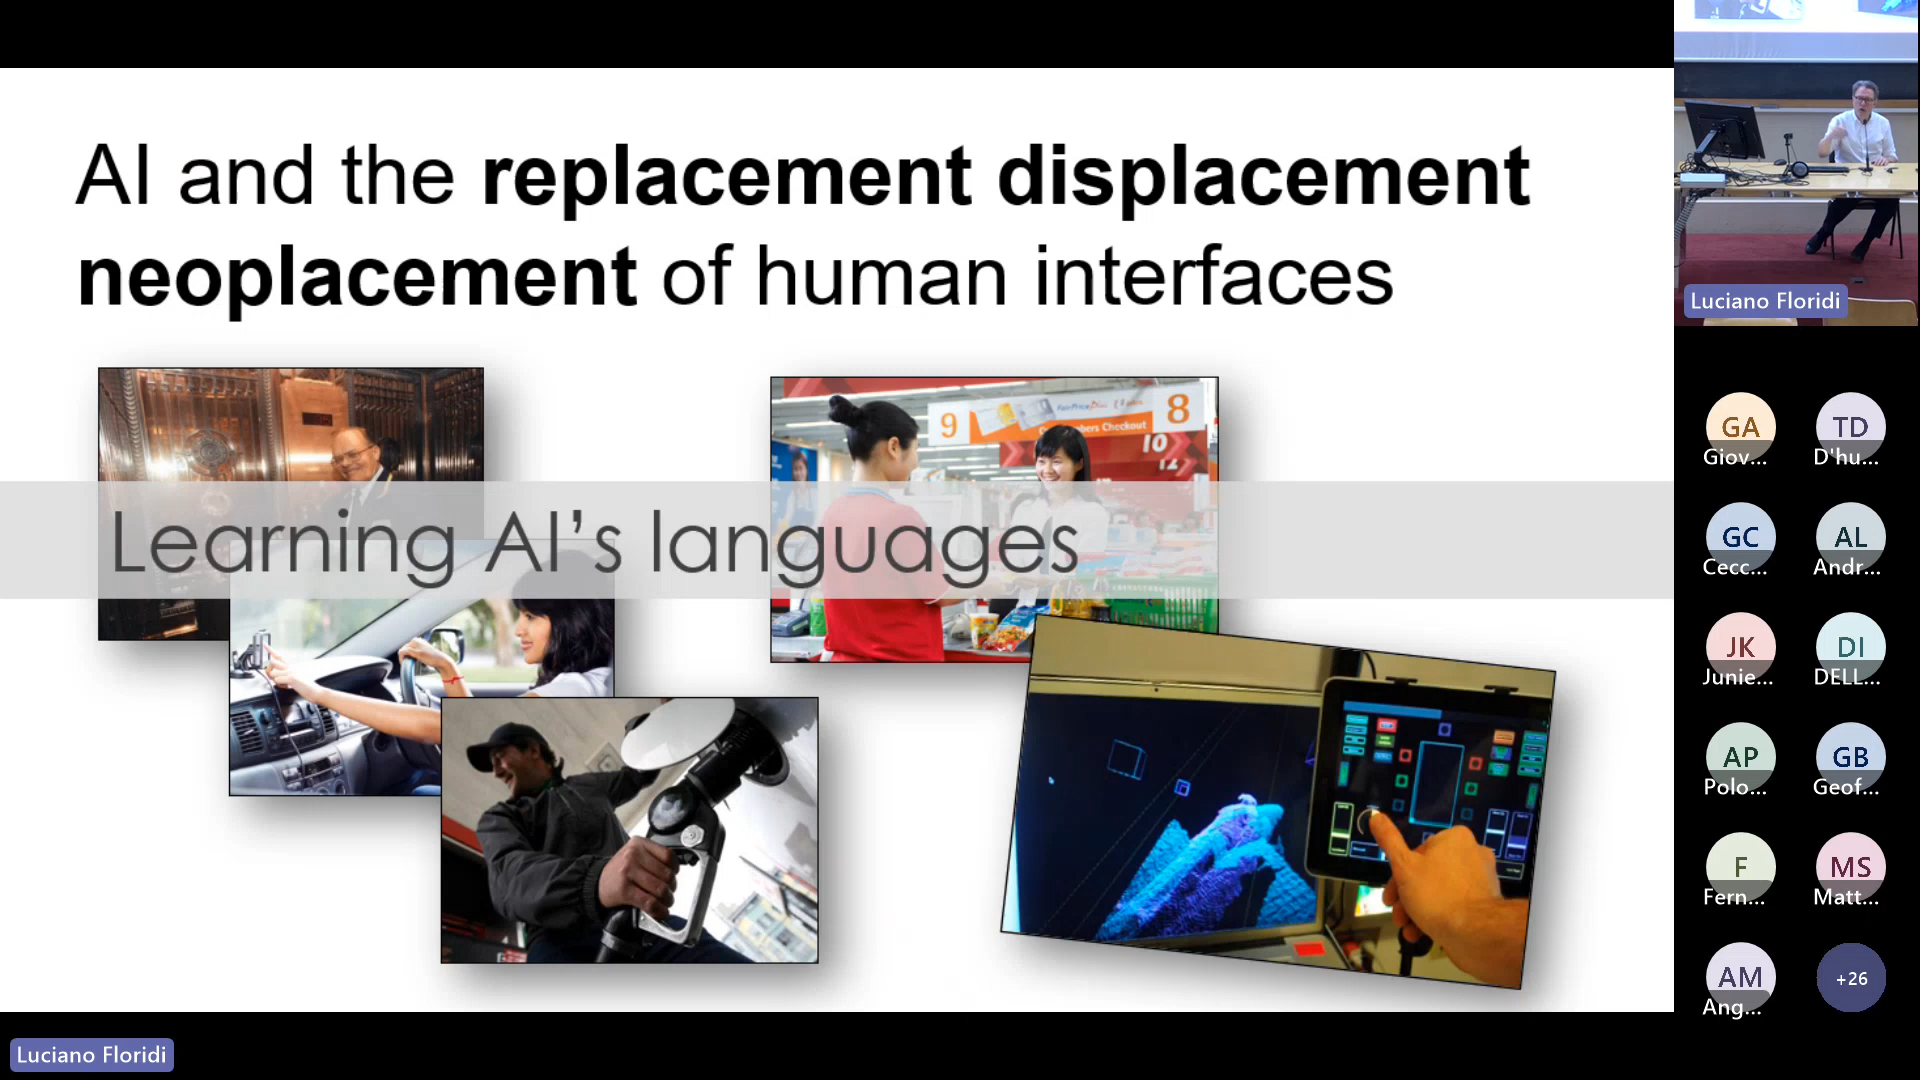 AI and the replacement displacement
neoplacement of human interfaces
9
8
Checkout
10
12
Learning AI's languages
Luciano Floridi
GA
Giov...
TD
D'hu...
GC
Cecc...
AL
Andr...
JK
Junie...
DI
DELL...
AP
Polo...
GB
Geof...
F
Fern...
MS
Matt...
AM
Ang...
+26
Luciano Floridi